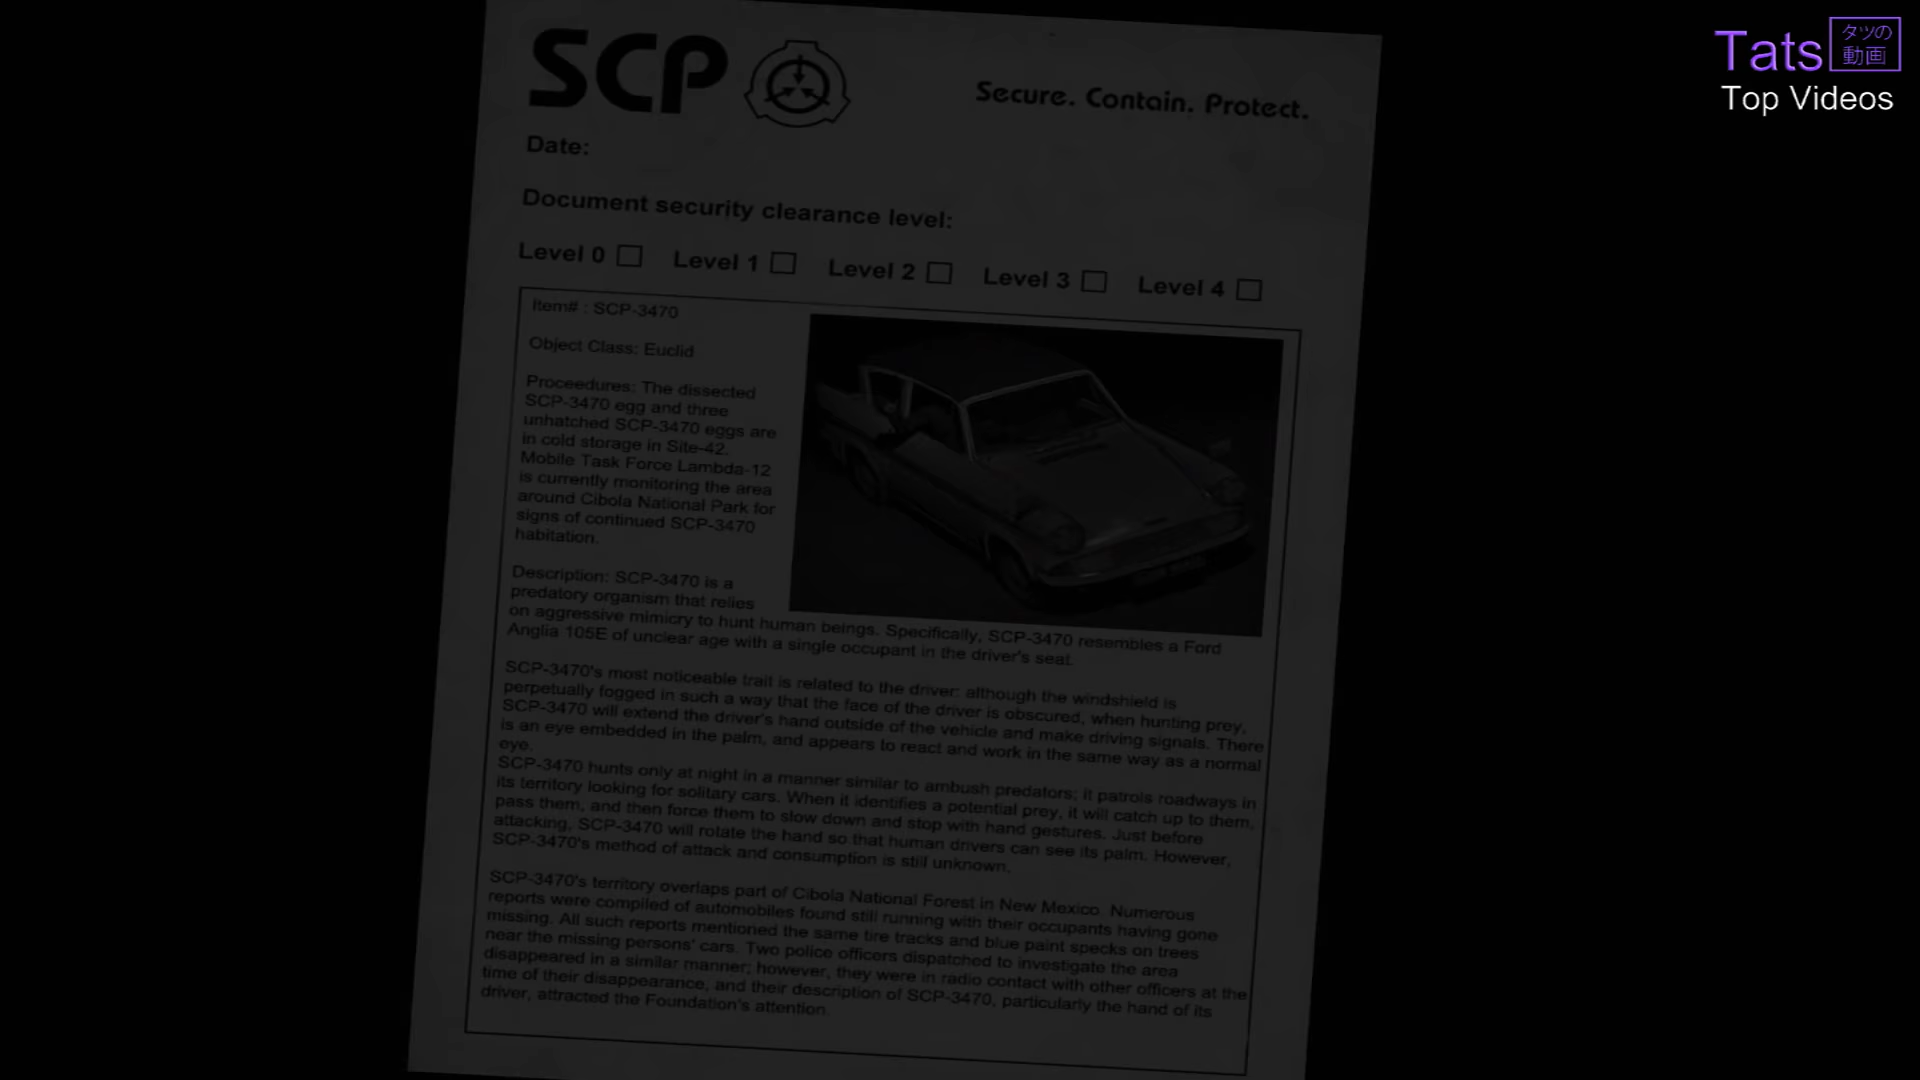 SCP
Secure. Contain. Protect.
Tats
タツの
動画
Top Videos
Date:
Document security clearance level:
Level 0 Level 1 Level 2 Level 3 Level 4
Item# : SCP-3470
Object Class: Euclid
Proceedures: The dissected
SCP-3470 egg and three
unhatched SCP-3470 eggs are
in cold storage in Site-42.
Mobile Task Force Lambda-12
is currently monitoring the area
around Cibola National Park for
signs of continued SCP-3470
habitation.
Description: SCP-3470 is a
predatory organism that relies
on aggressive mimicry to hunt human beings. Specifically, SCP-3470 resembles a Ford
Anglia 105E of unclear age with a single occupant in the driver's seat.
SCP-3470's most noticeable trait is related to the driver: although the windshield is
perpetually fogged in such a way that the face of the driver is obscured, when hunting prey,
SCP-3470 will extend the driver's hand outside of the vehicle and make driving signals. There
is an eye embedded in the palm, and appears to react and work in the same way as a normal
eye.
SCP-3470 hunts only at night in a manner similar to ambush predators; it patrols roadways in
its territory looking for solitary cars. When it identifies a potential prey, it will catch up to them,
pass them, and then force them to slow down and stop with hand gestures. Just before
attacking, SCP-3470 will rotate the hand so that human drivers can see its palm. However,
SCP-3470's method of attack and consumption is still unknown.
SCP-3470's territory overlaps part of Cibola National Forest in New Mexico. Numerous
reports were compiled of automobiles found still running with their occupants having gone
missing. All such reports mentioned the same tire tracks and blue paint specks on trees
near the missing persons' cars. Two police officers dispatched to investigate the area
disappeared in a similar manner; however, they were in radio contact with other officers at the
time of their disappearance, and their description of SCP-3470, particularly the hand of its
driver, attracted the Foundation's attention.